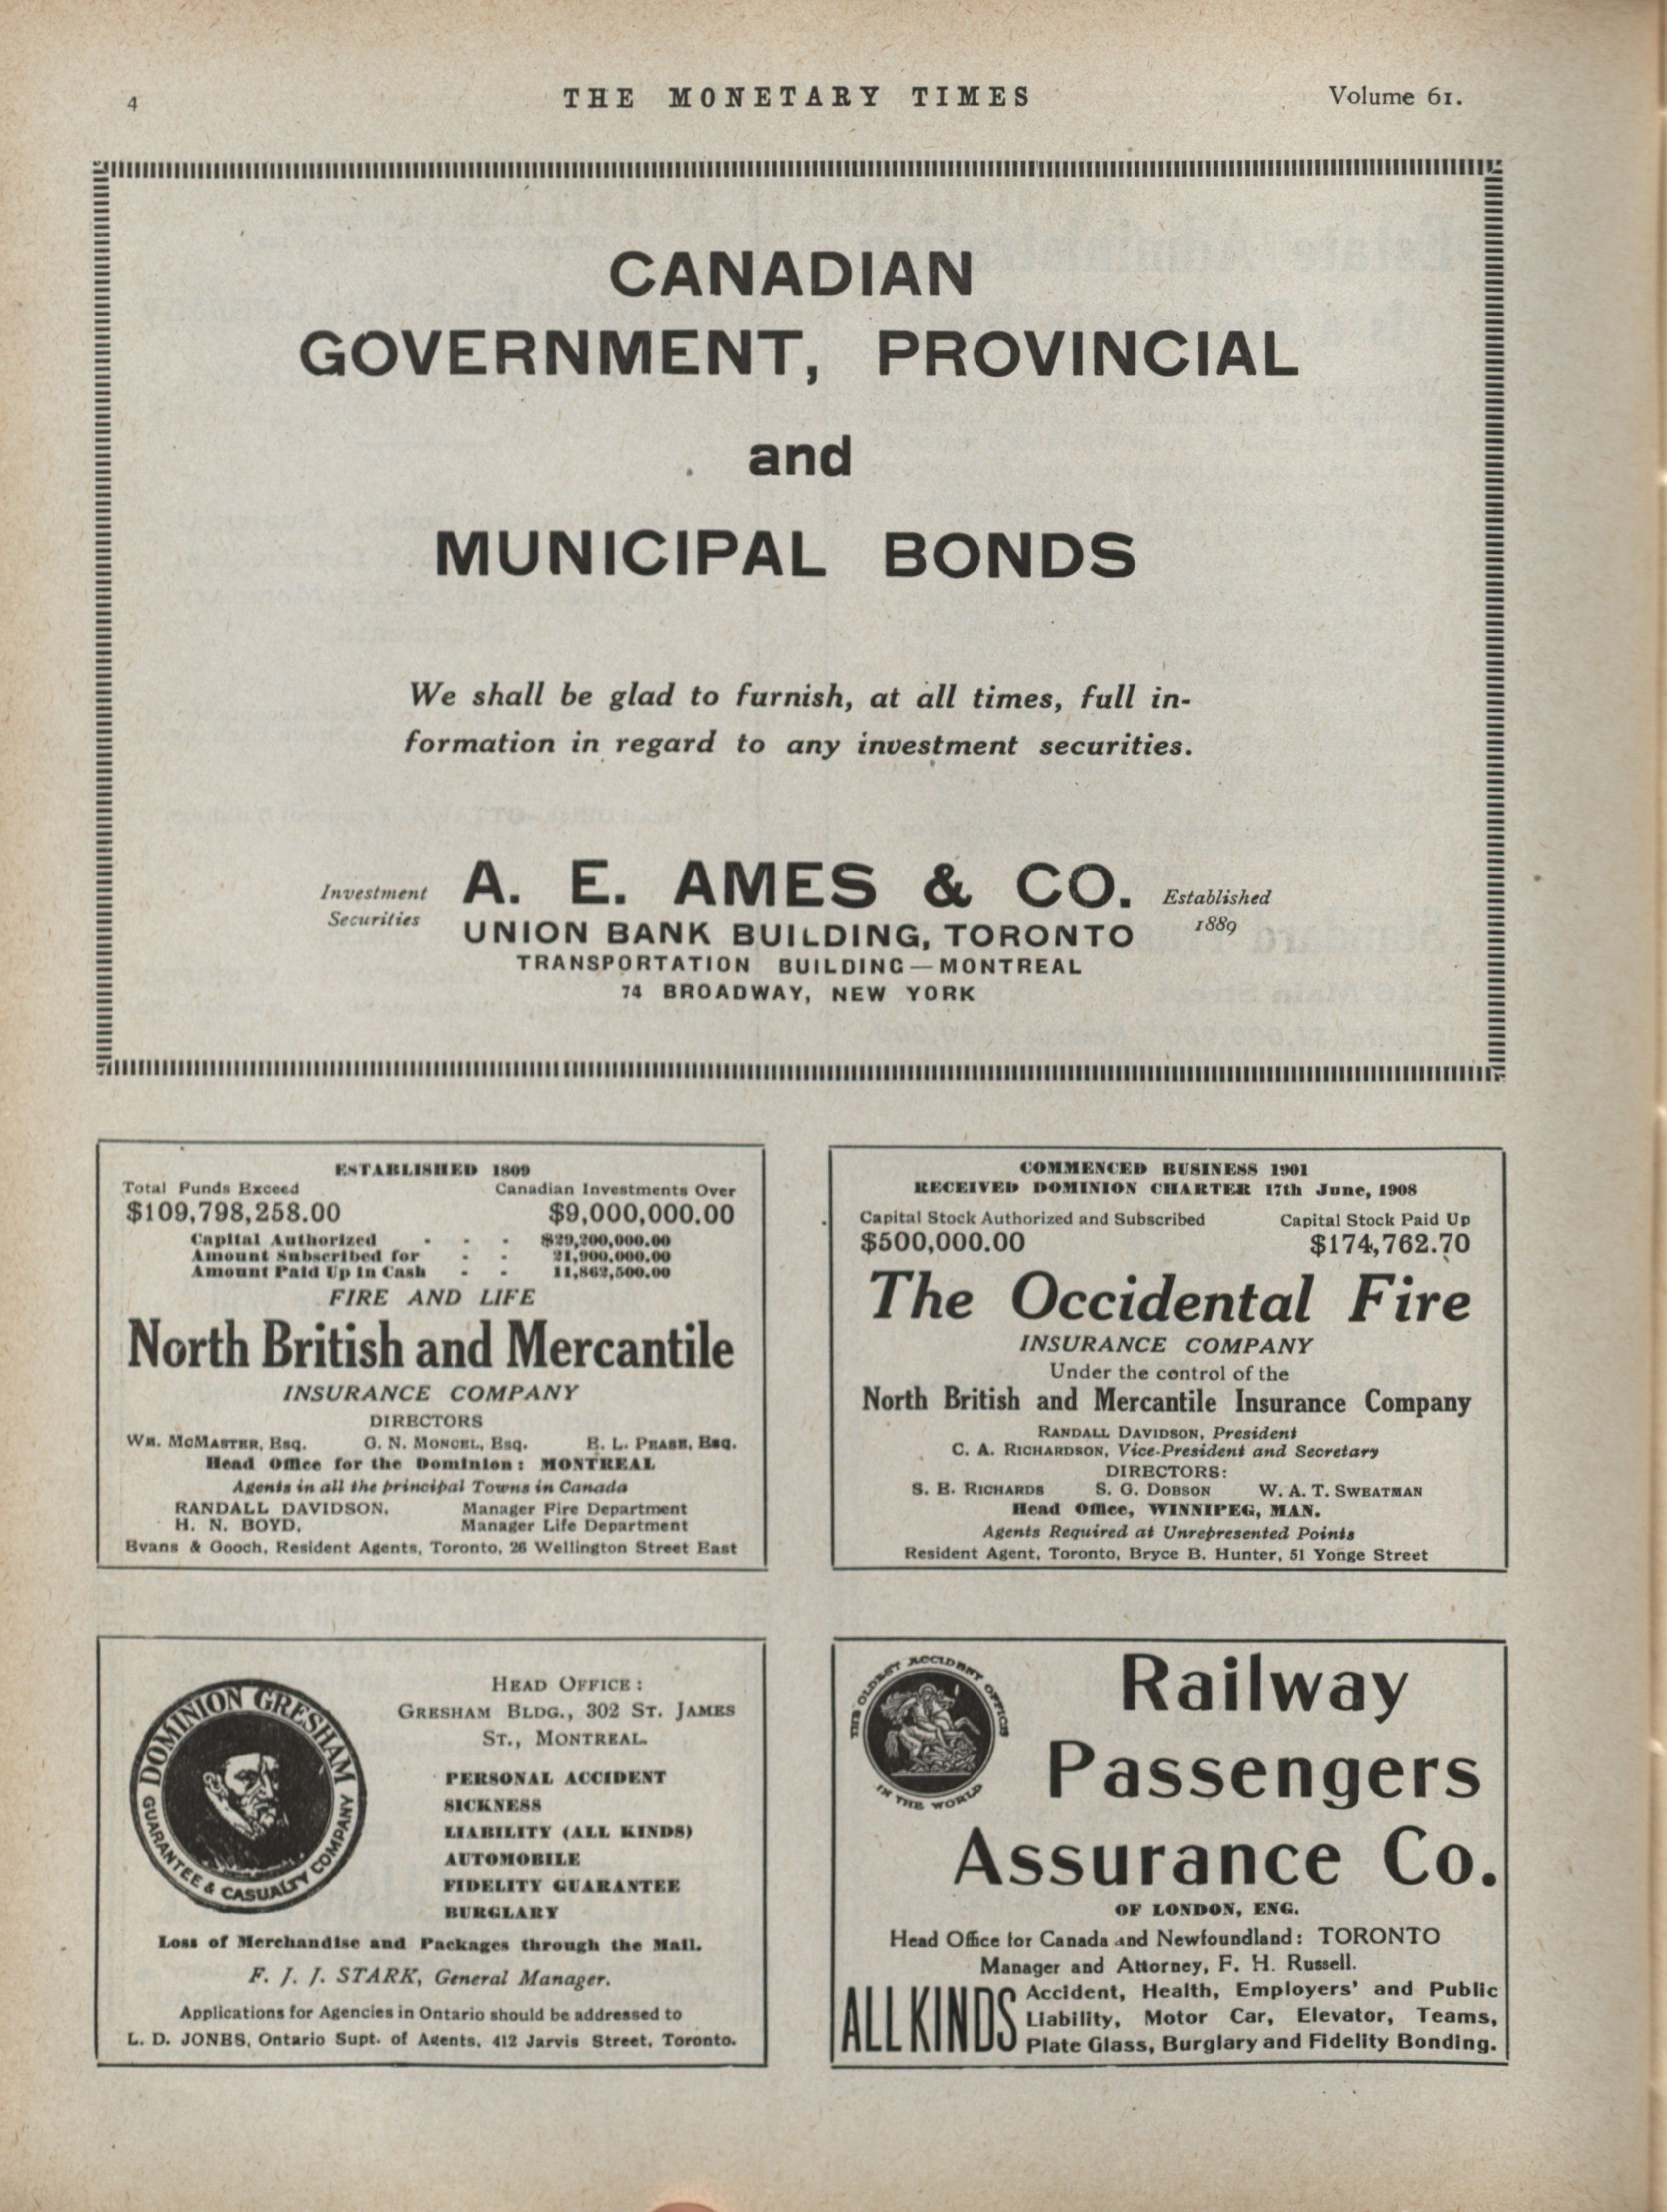 4
THE MONETARY TIMES
Volume 61.
CANADIAN
GOVERNMENT, PROVINCIAL
and
MUNICIPAL BONDS
We shall be glad to furnish, at all times, full in-
formation in regard to any investment securities.
Investment
Securities
A. E. AMES & CO.
Established
1889
UNION BANK BUILDING, TORONTO
TRANSPORTATION BUILDING—MONTREAL
74 BROADWAY, NEW YORK
ESTABLISHED 1809
Total Funds Exceed Canadian Investments Over
$109,798,258.00 $9,000,000.00
Capital Authorized - - - $29,200,000.00
Amount Subscribed for - - 21,900,000.00
Amount Paid Up in Cash - - 11,862,500.00
FIRE AND LIFE
North British and Mercantile
INSURANCE COMPANY
DIRECTORS
WM. MCMASTER, Esq. G. N. MONCEL, Esq. E. L. PEASE, Esq.
Head Office for the Dominion: MONTREAL
Agents in all the principal Towns in Canada
RANDALL DAVIDSON, Manager Fire Department
H. N. BOYD, Manager Life Department
Evans & Gooch, Resident Agents, Toronto, 26 Wellington Street East
COMMENCED BUSINESS 1901
RECEIVED DOMINION CHARTER 17th June, 1908
Capital Stock Authorized and Subscribed Capital Stock Paid Up
$500,000.00 $174,762.70
The Occidental Fire
INSURANCE COMPANY
Under the control of the
North British and Mercantile Insurance Company
RANDALL DAVIDSON, President
C. A. RICHARDSON, Vice-President and Secretary
DIRECTORS:
S. E. RICHARDS S. G. DOBSON W. A. T. SWEATMAN
Head Office, WINNIPEG, MAN.
Agents Required at Unrepresented Points
Resident Agent, Toronto, Bryce B. Hunter, 51 Yonge Street
DOMINION GRESHAM
GUARANTEE & CASUALTY COMPANY
HEAD OFFICE:
GRESHAM BLDG., 302 ST. JAMES
ST., MONTREAL.
PERSONAL ACCIDENT
SICKNESS
LIABILITY (ALL KINDS)
AUTOMOBILE
FIDELITY GUARANTEE
BURGLARY
Loss of Merchandise and Packages through the Mail.
F. J. J. STARK, General Manager.
Applications for Agencies in Ontario should be addressed to
L. D. JONES, Ontario Supt. of Agents, 412 Jarvis Street, Toronto.
THE OLDEST ACCIDENT OFFICE
IN THE WORLD
Railway
Passengers
Assurance Co.
OF LONDON, ENG.
Head Office for Canada and Newfoundland: TORONTO
Manager and Attorney, F. H. Russell.
ALL KINDS
Accident, Health, Employers' and Public
Liability, Motor Car, Elevator, Teams,
Plate Glass, Burglary and Fidelity Bonding.